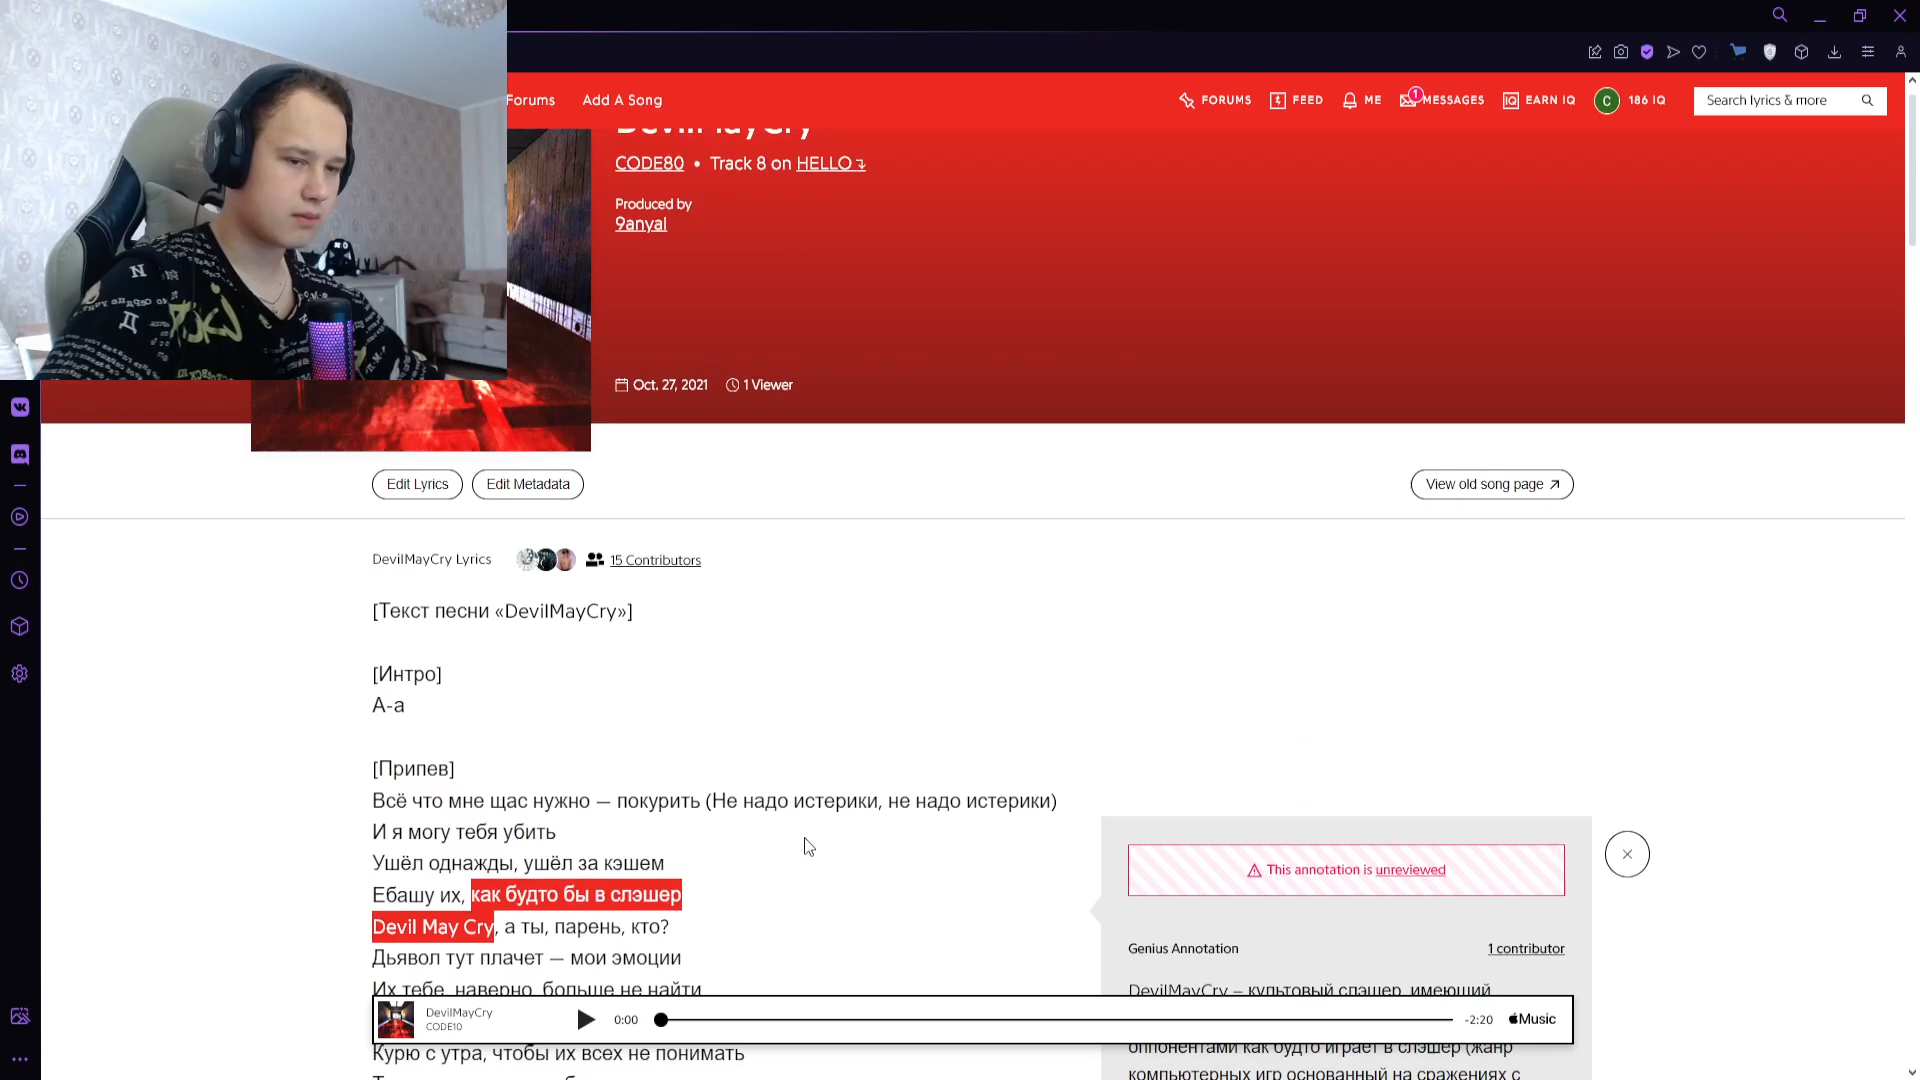 Forums
Add A Song
FORUMS
FEED
ME
1
MESSAGES
IQ
EARN IQ
C
186 IQ
Search lyrics & more
DevilMayCry
CODE80 • Track 8 on HELLO
Produced by
9anyai
Oct. 27, 2021
1 Viewer
Edit Lyrics
Edit Metadata
View old song page
DevilMayCry Lyrics
15 Contributors
[Текст песни «DevilMayCry»]
[Интро]
А-а
[Припев]
Всё что мне щас нужно — покурить (Не надо истерики, не надо истерики)
И я могу тебя убить
Ушёл однажды, ушёл за кэшем
Ебашу их, как будто бы в слэшер
Devil May Cry, а ты, парень, кто?
Дьявол тут плачет — мои эмоции
Их тебе, наверно, больше не найти
Курю с утра, чтобы их всех не понимать
This annotation is unreviewed
Genius Annotation
1 contributor
DevilMayCry – культовый слэшер, имеющий
оппонентами как будто играет в слэшер (жанр
компьютерных игр основанный на сражениях с
DevilMayCry
CODE10
0:00
-2:20
Music